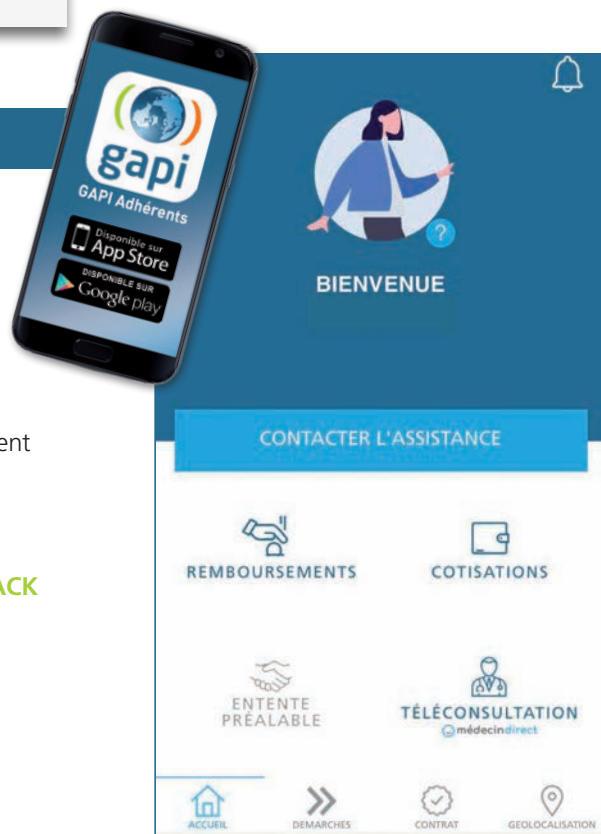 gapi
GAPI Adhérents
Disponible sur
App Store
DISPONIBLE SUR
Google play
ent
ACK
?
BIENVENUE
CONTACTER L'ASSISTANCE
REMBOURSEMENTS
COTISATIONS
ENTENTE
PRÉALABLE
TÉLÉCONSULTATION
médecindirect
ACCUEIL
DEMARCHES
CONTRAT
GEOLOCALISATION